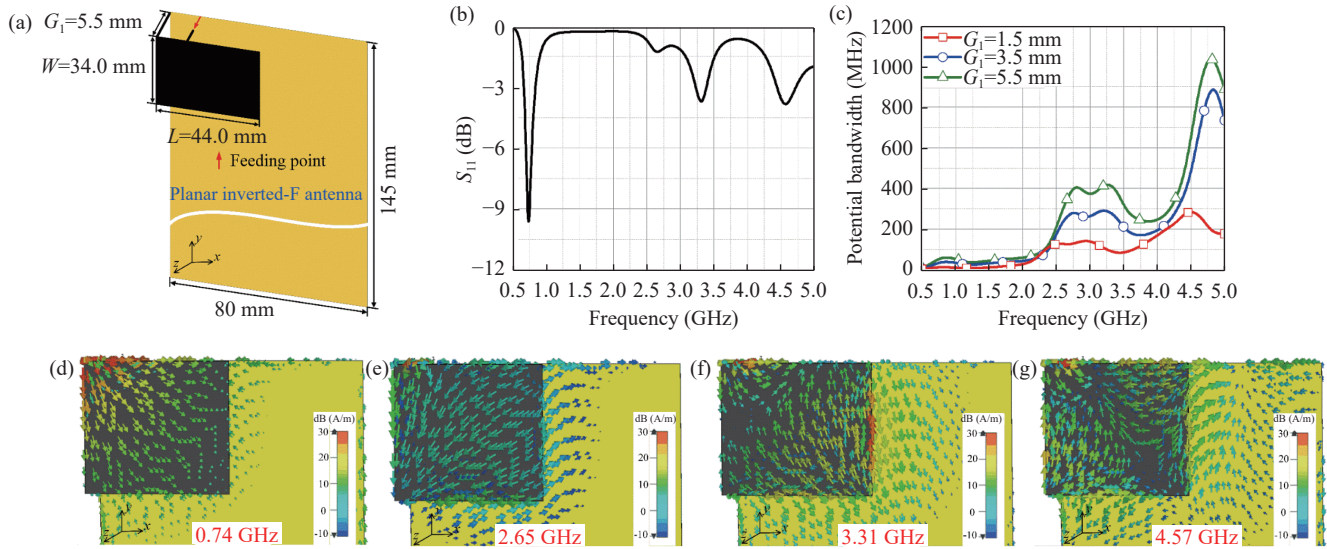 (a)
G₁=5.5 mm
W=34.0 mm
L=44.0 mm
Feeding point
Planar inverted-F antenna
145 mm
80 mm
y
z
x
(b)
S₁₁ (dB)
0
−3
−6
−9
−12
0.5 1.0 1.5 2.0 2.5 3.0 3.5 4.0 4.5 5.0
Frequency (GHz)
(c)
G₁=1.5 mm
G₁=3.5 mm
G₁=5.5 mm
Potential bandwidth (MHz)
1200
1000
800
600
400
200
0
0.5 1.0 1.5 2.0 2.5 3.0 3.5 4.0 4.5 5.0
Frequency (GHz)
(d)
dB (A/m)
30
20
10
0
−10
y
z
x
0.74 GHz
(e)
dB (A/m)
30
20
10
0
−10
y
z
x
2.65 GHz
(f)
dB (A/m)
30
20
10
0
−10
y
z
x
3.31 GHz
(g)
dB (A/m)
30
20
10
0
−10
y
z
x
4.57 GHz